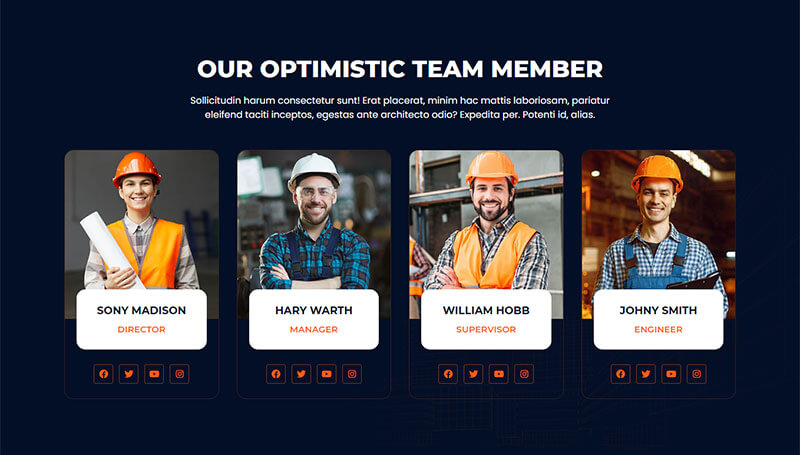 OUR OPTIMISTIC TEAM MEMBER
Sollicitudin harum consectetur sunt! Erat placerat, minim hac mattis laboriosam, pariatur
eleifend taciti inceptos, egestas ante architecto odio? Expedita per. Potenti id, alias.
SONY MADISON
DIRECTOR
HARY WARTH
MANAGER
WILLIAM HOBB
SUPERVISOR
JOHNY SMITH
ENGINEER